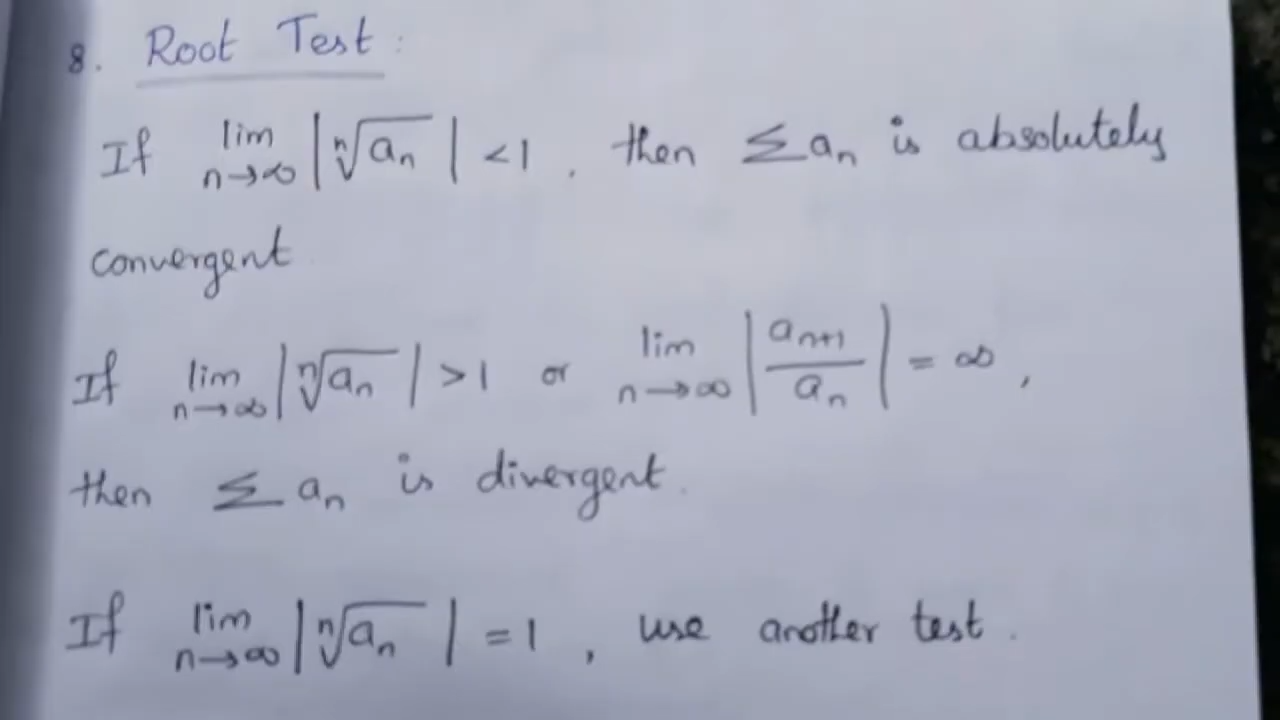 8. Root Test:
If lim n→∞ |ⁿ√aₙ| < 1, then Σaₙ is absolutely
convergent
If lim n→∞ |ⁿ√aₙ| > 1 or lim n→∞ |aₙ₊₁/aₙ| = ∞,
then Σ aₙ is divergent.
If lim n→∞ |ⁿ√aₙ| = 1, use another test.